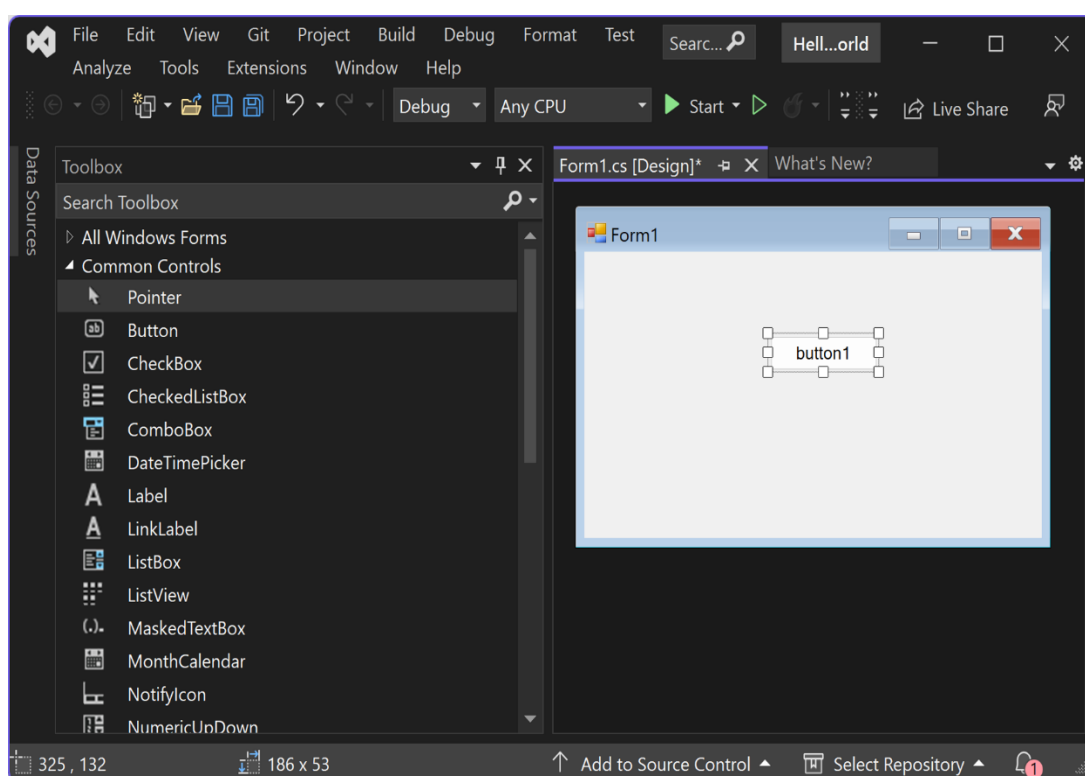 File Edit View Git Project Build Debug Format Test Searc... Hell...orld
Analyze Tools Extensions Window Help
Debug Any CPU Start Live Share
Data Sources
Toolbox
Search Toolbox
All Windows Forms
Common Controls
Pointer
Button
CheckBox
CheckedListBox
ComboBox
DateTimePicker
Label
LinkLabel
ListBox
ListView
MaskedTextBox
MonthCalendar
NotifyIcon
NumericUpDown
Form1.cs [Design]* What's New?
Form1
button1
325 , 132 186 x 53 Add to Source Control Select Repository 1